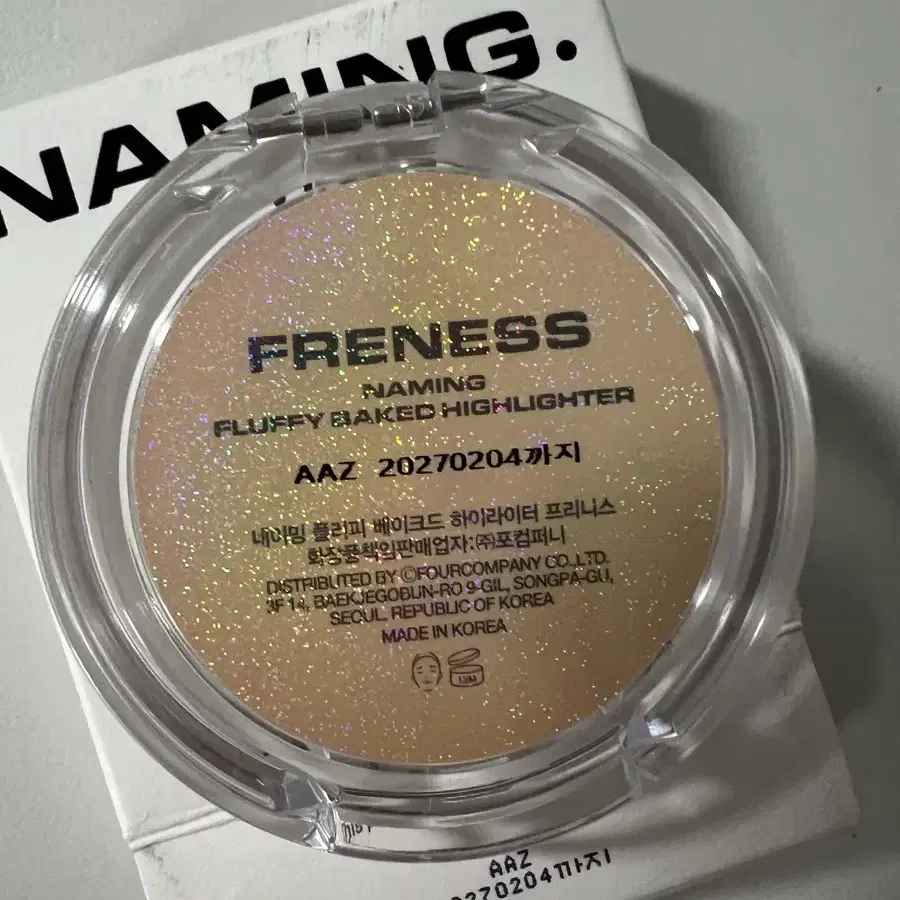 NAMING.
FRENESS
NAMING
FLUFFY BAKED HIGHLIGHTER
AAZ 20270204까지
네이밍 플러피 베이크드 하이라이터 프리니스
화장품책임판매업자:㈜포컴퍼니
DISTRIBUTED BY ©FOURCOMPANY CO.,LTD.
3F 14, BAEKJEGOBUN-RO 9-GIL, SONGPA-GU,
SEOUL, REPUBLIC OF KOREA
MADE IN KOREA
12M
AAZ
20270204까지